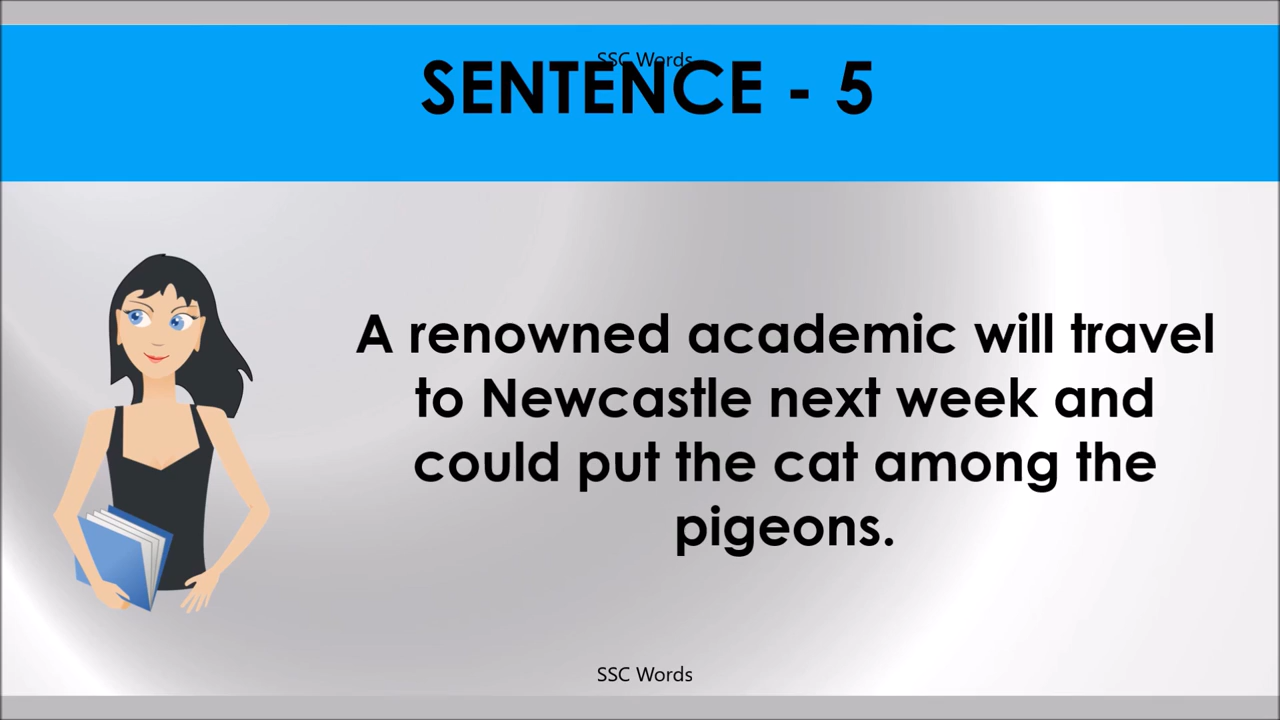 SSC Words
SENTENCE - 5
A renowned academic will travel
to Newcastle next week and
could put the cat among the
pigeons.
SSC Words